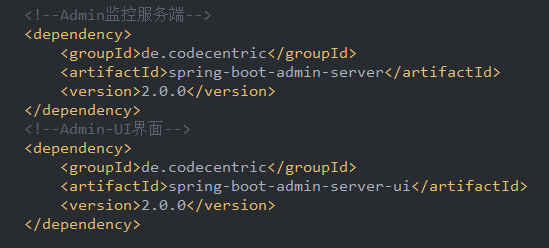 <!--Admin监控服务端-->
<dependency>
    <groupId>de.codecentric</groupId>
    <artifactId>spring-boot-admin-server</artifactId>
    <version>2.0.0</version>
</dependency>
<!--Admin-UI界面-->
<dependency>
    <groupId>de.codecentric</groupId>
    <artifactId>spring-boot-admin-server-ui</artifactId>
    <version>2.0.0</version>
</dependency>